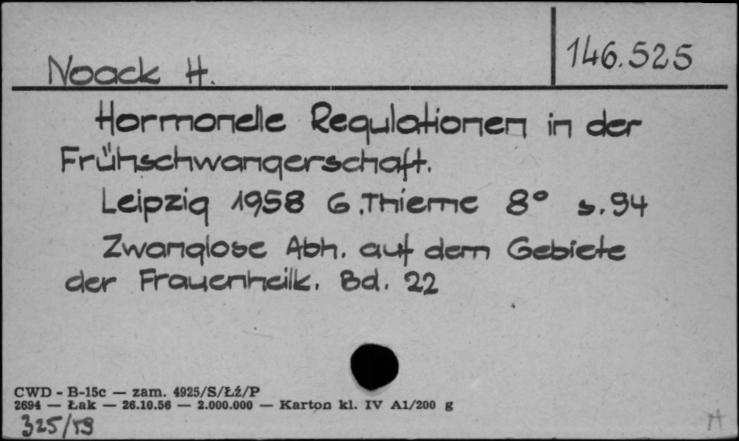 146.525
Noack H.
Hormonelle Regulationen in der
Frühschwangerschaft.
Leipzig 1958 G.Thieme 8° s.94
Zwanglose Abh. auf dem Gebiete
der Frauenheilk. Bd. 22
CWD - B-15c — zam. 4925/S/Łź/P
2694 — Łak — 26.10.56 — 2.000.000 — Karton kl. IV A1/200 g
325/59